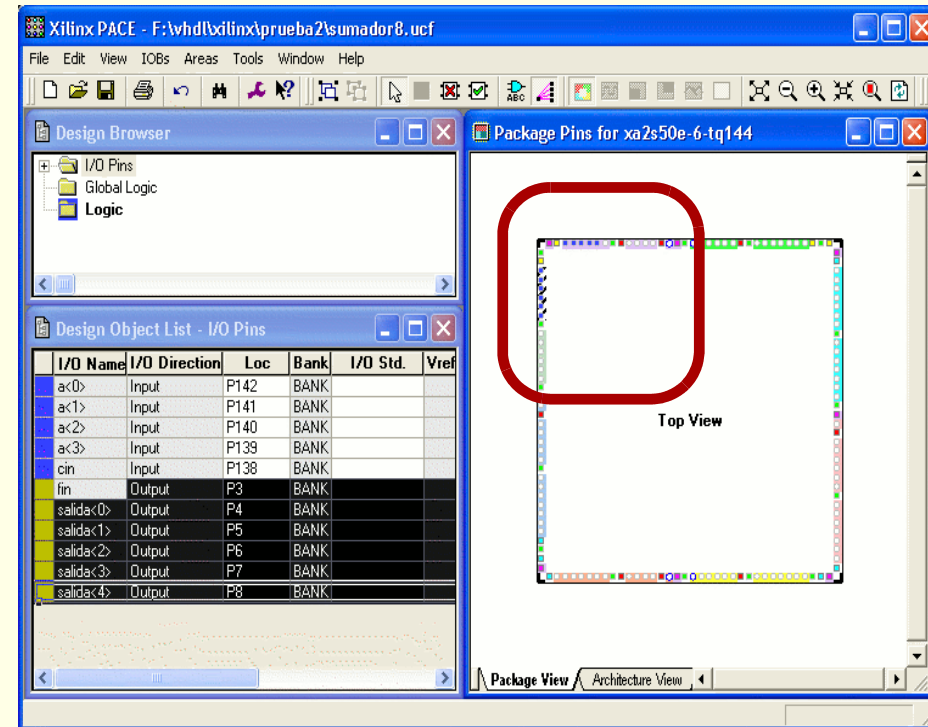 Xilinx PACE - F:\vhdl\xilinx\prueba2\sumador8.ucf
File Edit View IOBs Areas Tools Window Help
ABC
Design Browser
I/O Pins
Global Logic
Logic
Design Object List - I/O Pins
I/O Name I/O Direction Loc Bank I/O Std. Vref
a<0> Input P142 BANK
a<1> Input P141 BANK
a<2> Input P140 BANK
a<3> Input P139 BANK
cin Input P138 BANK
fin Output P3 BANK
salida<0> Output P4 BANK
salida<1> Output P5 BANK
salida<2> Output P6 BANK
salida<3> Output P7 BANK
salida<4> Output P8 BANK
Package Pins for xa2s50e-6-tq144
Top View
Package View Architecture View